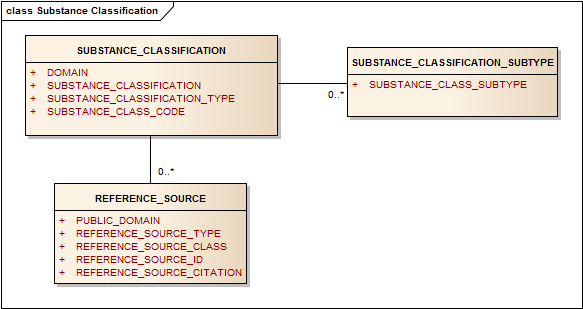 class Substance Classification
SUBSTANCE_CLASSIFICATION
+ DOMAIN
+ SUBSTANCE_CLASSIFICATION
+ SUBSTANCE_CLASSIFICATION_TYPE
+ SUBSTANCE_CLASS_CODE
SUBSTANCE_CLASSIFICATION_SUBTYPE
+ SUBSTANCE_CLASS_SUBTYPE
0..*
0..*
REFERENCE_SOURCE
+ PUBLIC_DOMAIN
+ REFERENCE_SOURCE_TYPE
+ REFERENCE_SOURCE_CLASS
+ REFERENCE_SOURCE_ID
+ REFERENCE_SOURCE_CITATION